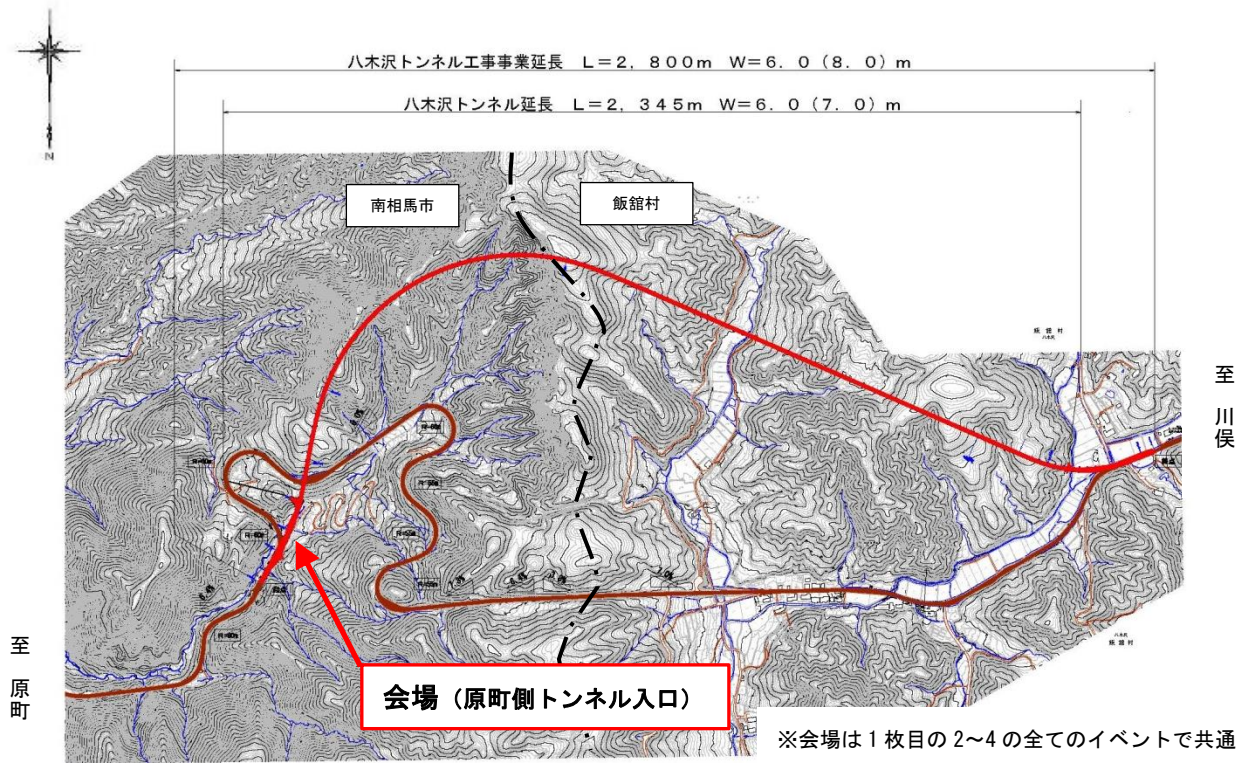 八木沢トンネル工事事業延長 L=2,800m W=6.0(8.0)m
八木沢トンネル延長 L=2,345m W=6.0(7.0)m
N
南相馬市
飯舘村
至 川俣
至 原町
会場(原町側トンネル入口)
※会場は1枚目の2~4の全てのイベントで共通